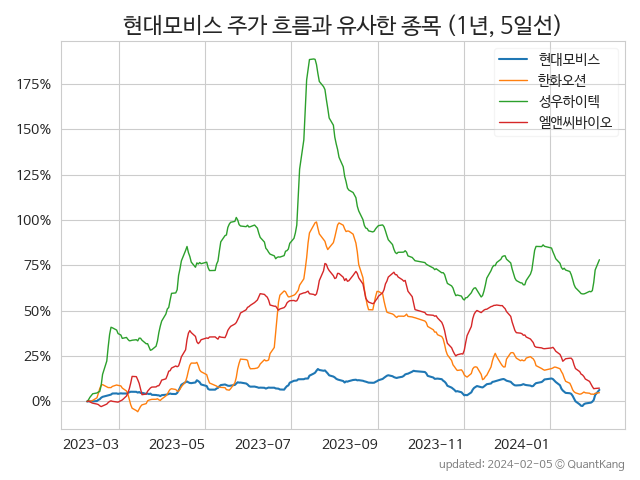 현대모비스 주가 흐름과 유사한 종목 (1년, 5일선)
현대모비스
한화오션
성우하이텍
엘앤씨바이오
175%
150%
125%
100%
75%
50%
25%
0%
2023-03 2023-05 2023-07 2023-09 2023-11 2024-01
updated: 2024-02-05 © QuantKang